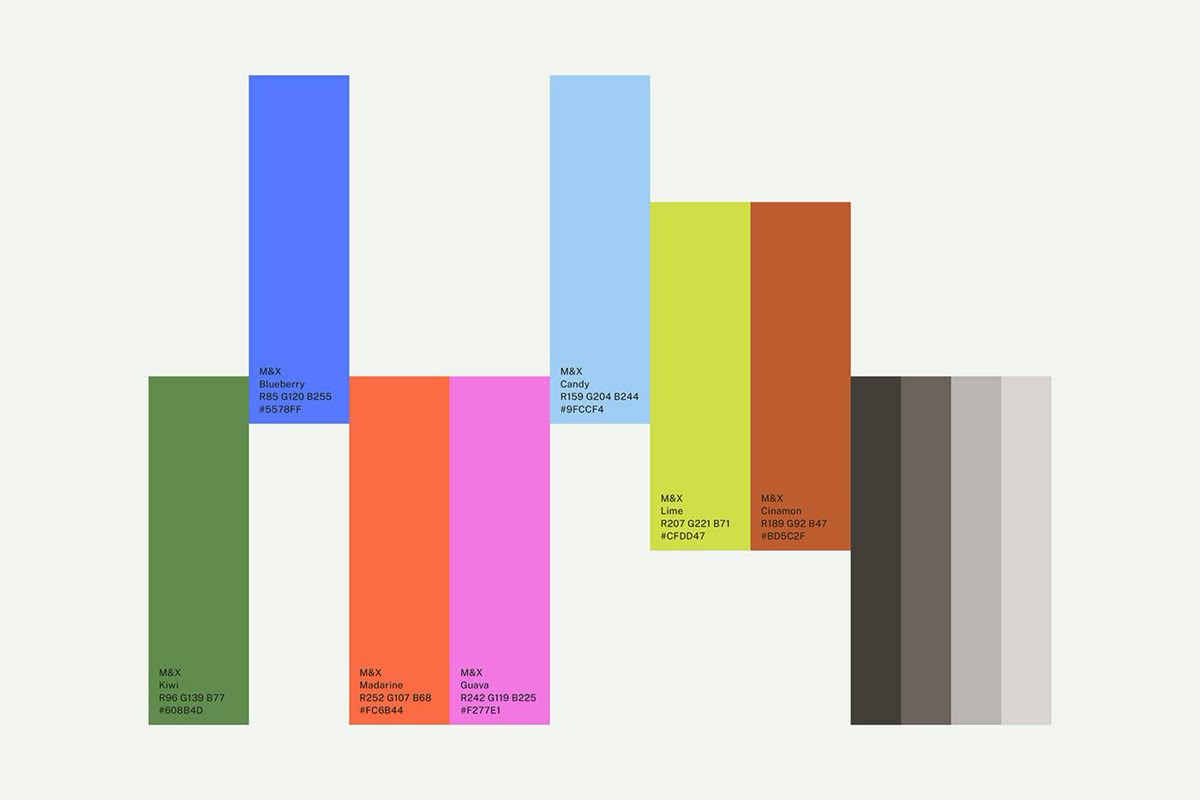 M&X
Kiwi
R96 G139 B77
#608B4D
M&X
Blueberry
R85 G120 B255
#5578FF
M&X
Madarine
R252 G107 B68
#FC6B44
M&X
Guava
R242 G119 B225
#F277E1
M&X
Candy
R159 G204 B244
#9FCCF4
M&X
Lime
R207 G221 B71
#CFDD47
M&X
Cinamon
R189 G92 B47
#BD5C2F